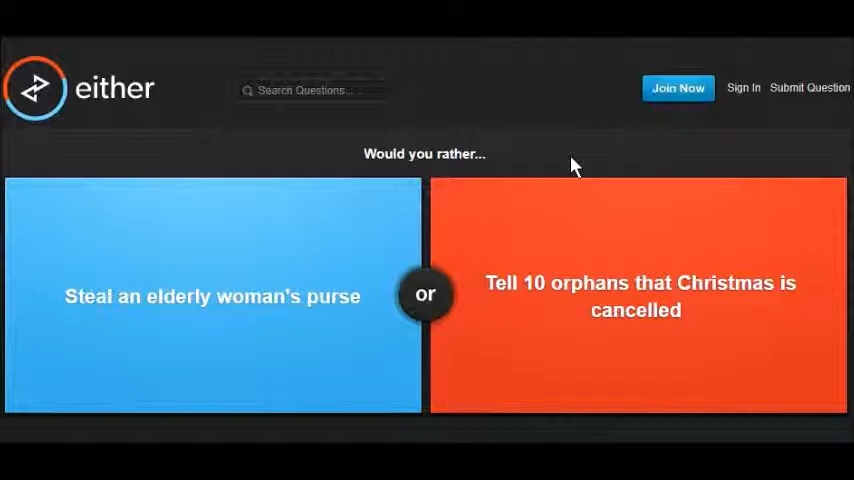 either
Search Questions...
Join Now
Sign In
Submit Question
Would you rather...
Steal an elderly woman's purse
or
Tell 10 orphans that Christmas is
cancelled